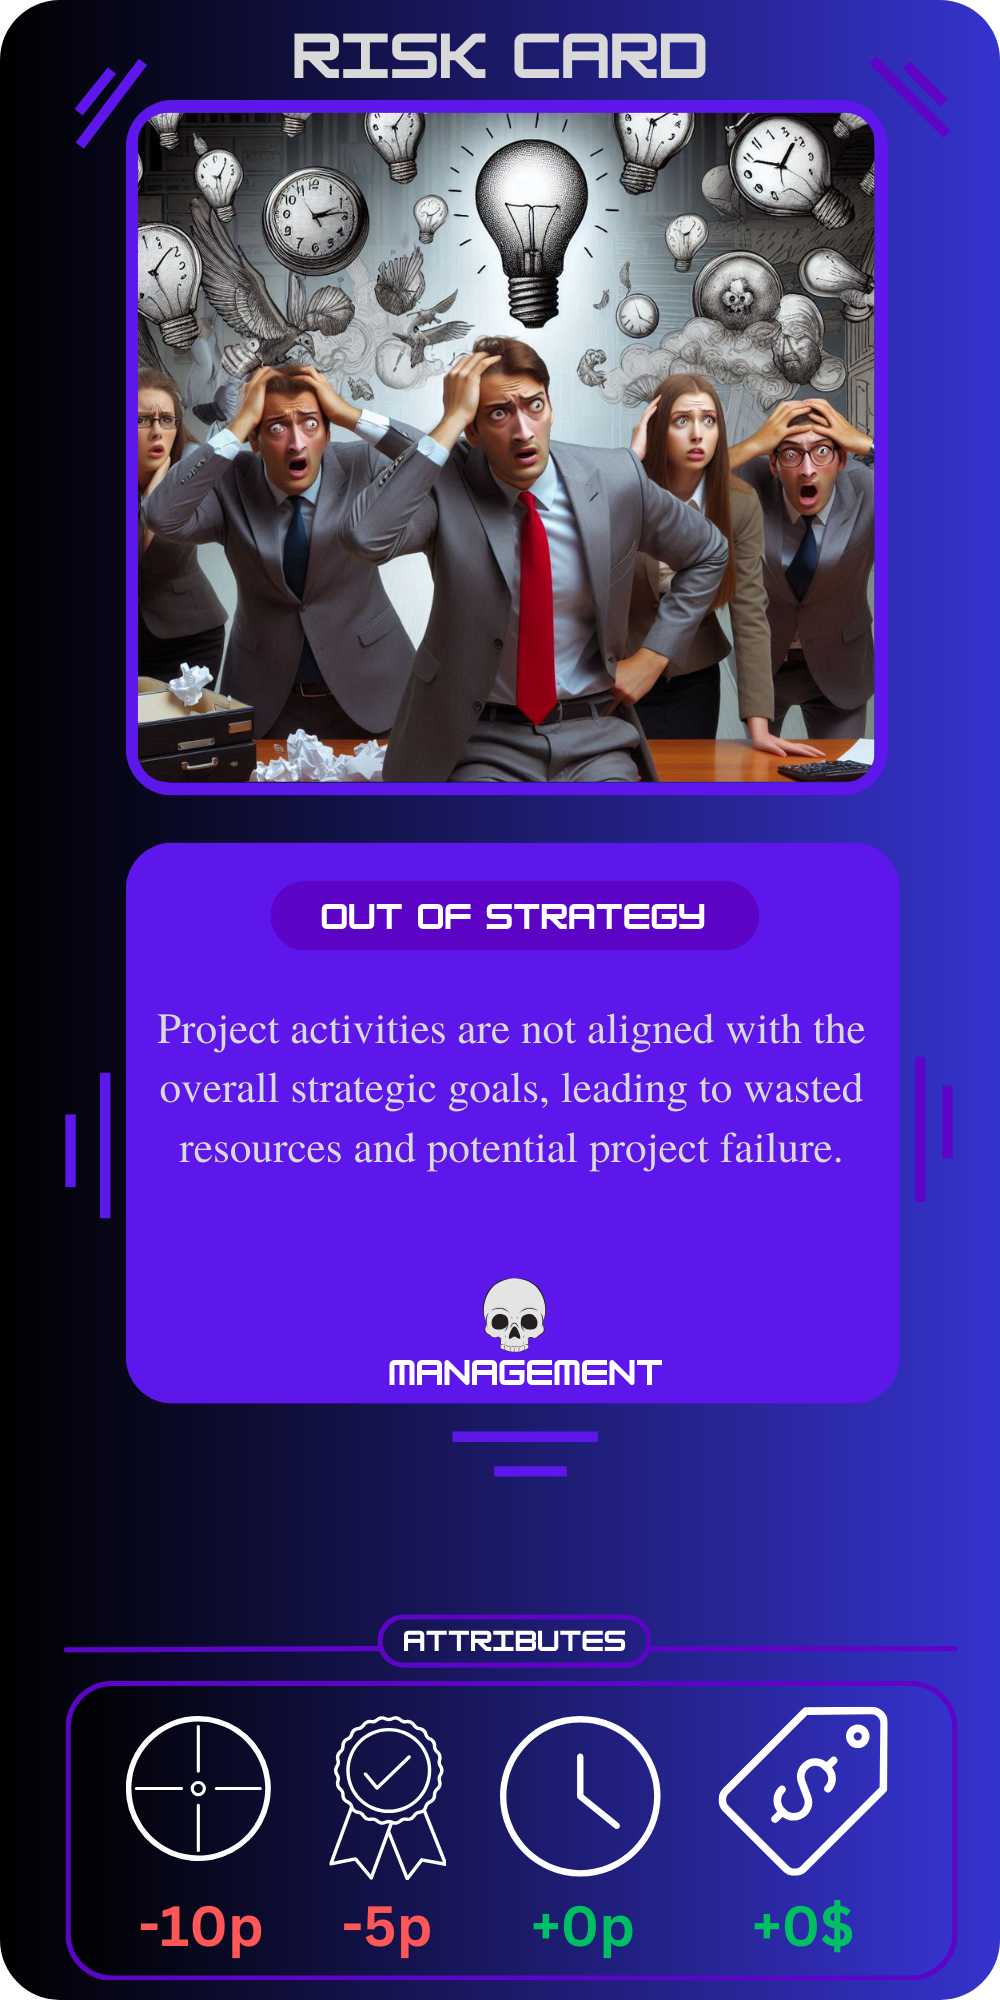 RISK CARD
OUT OF STRATEGY
Project activities are not aligned with the
overall strategic goals, leading to wasted
resources and potential project failure.
MANAGEMENT
ATTRIBUTES
-10p -5p +0p +0$